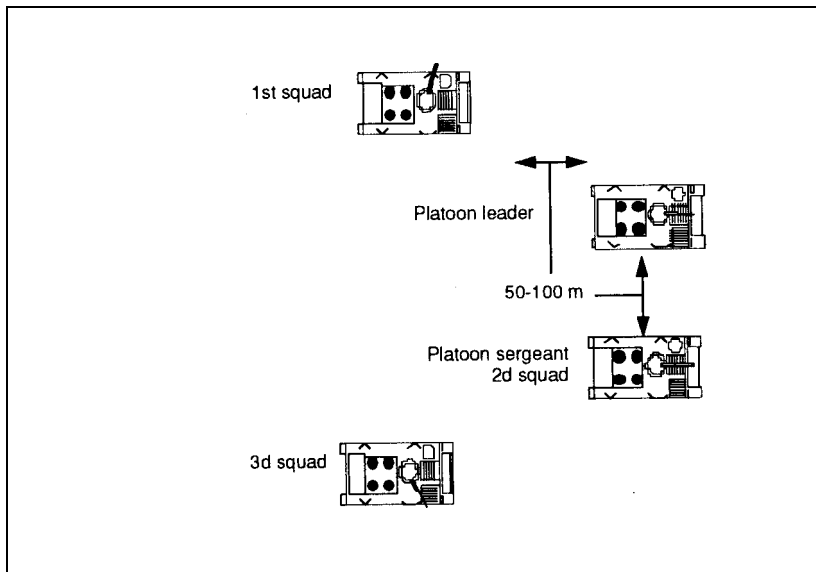 1st squad
Platoon leader
50-100 m
Platoon sergeant
2d squad
3d squad